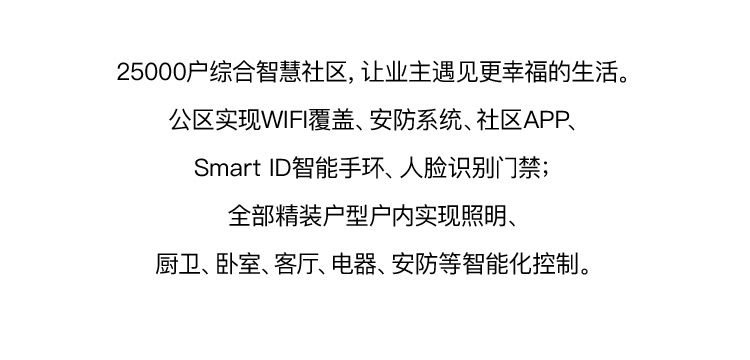 25000户综合智慧社区, 让业主遇见更幸福的生活。
公区实现WIFI覆盖、安防系统、社区APP、
Smart ID智能手环、人脸识别门禁；
全部精装户型户内实现照明、
厨卫、卧室、客厅、电器、安防等智能化控制。